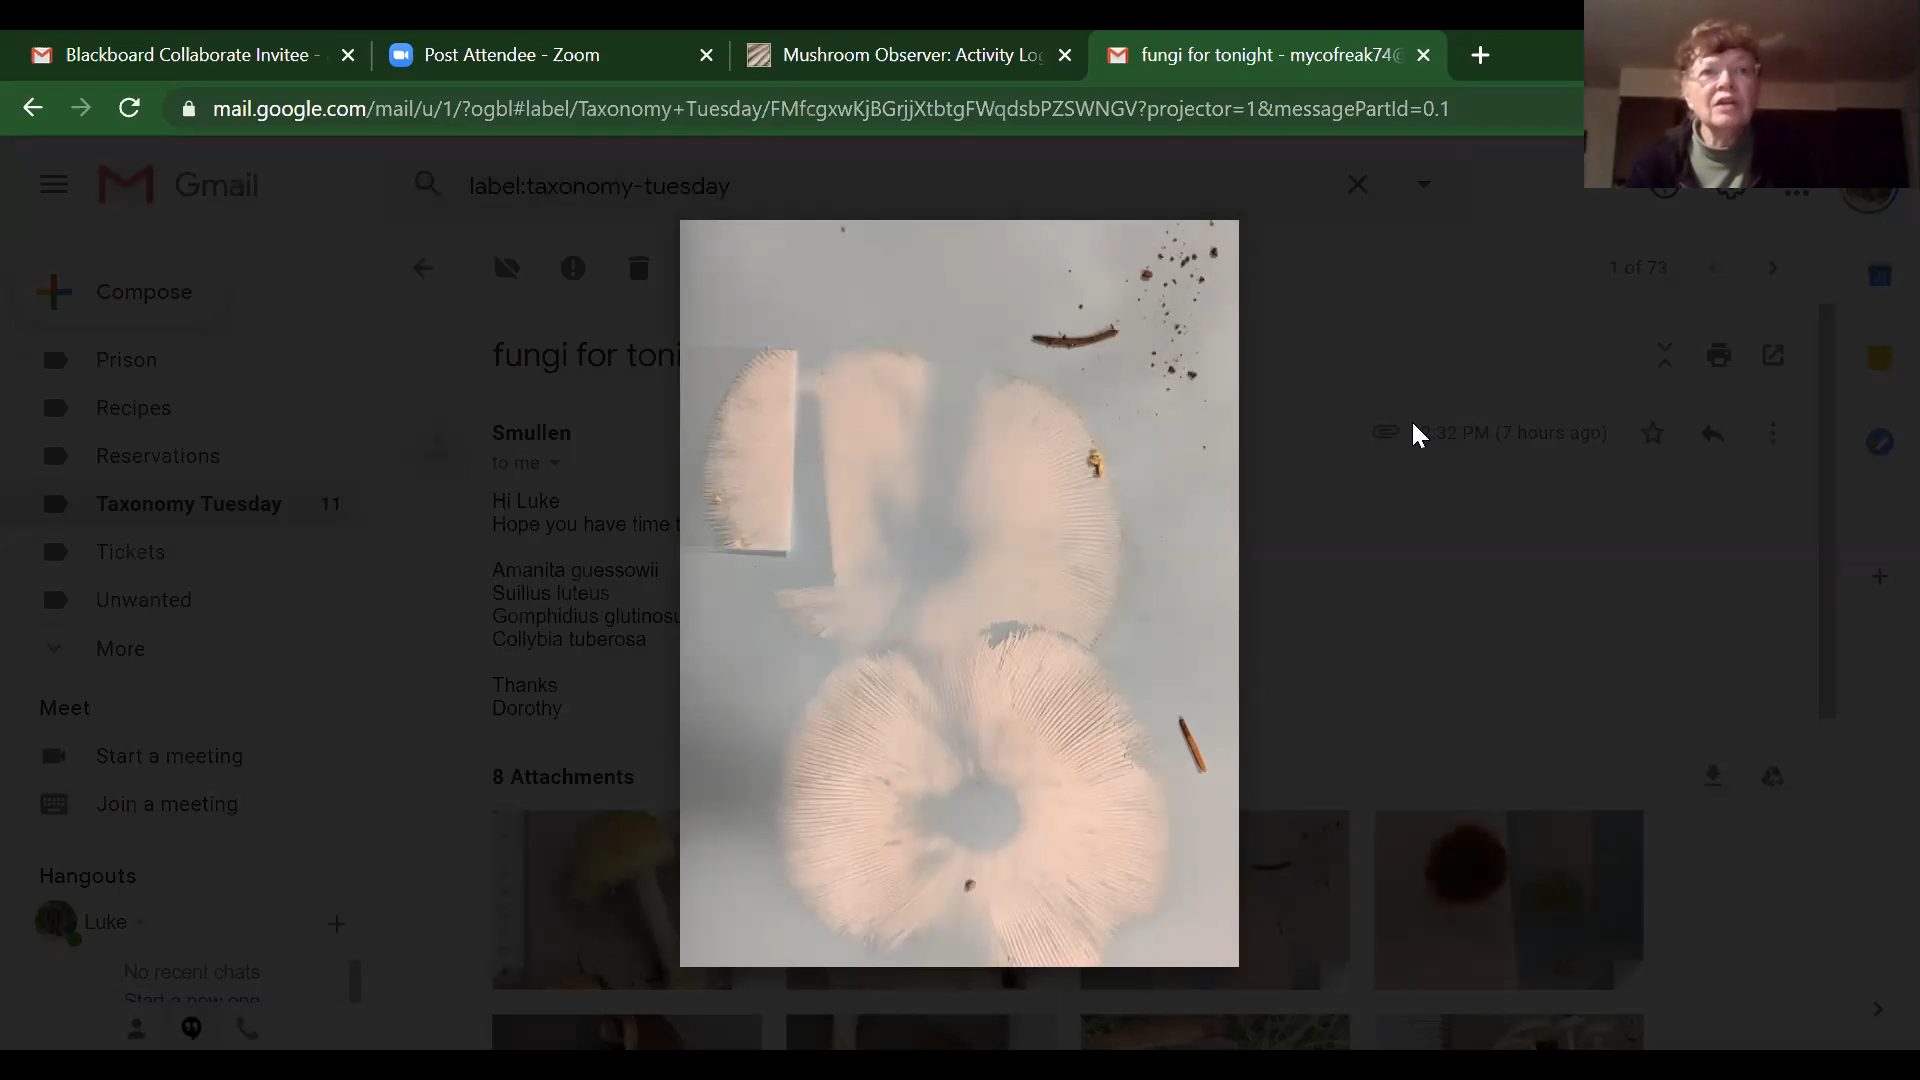 Blackboard Collaborate Invitee -
Post Attendee - Zoom
Mushroom Observer: Activity Lo
fungi for tonight - mycofreak74@
mail.google.com/mail/u/1/?ogbl#label/Taxonomy+Tuesday/FMfcgxwKjBGrjjXtbtgFWqdsbPZSWNGV?projector=1&messagePartId=0.1
Gmail
label:taxonomy-tuesday
Compose
1 of 73
Prison
Recipes
Reservations
Taxonomy Tuesday 11
Tickets
Unwanted
More
Meet
Start a meeting
Join a meeting
Hangouts
Luke
No recent chats
Start a new one
fungi for toni
Smullen
:32 PM (7 hours ago)
to me
Hi Luke
Hope you have time t
Amanita guessowii
Suillus luteus
Gomphidius glutinosu
Collybia tuberosa
Thanks
Dorothy
8 Attachments